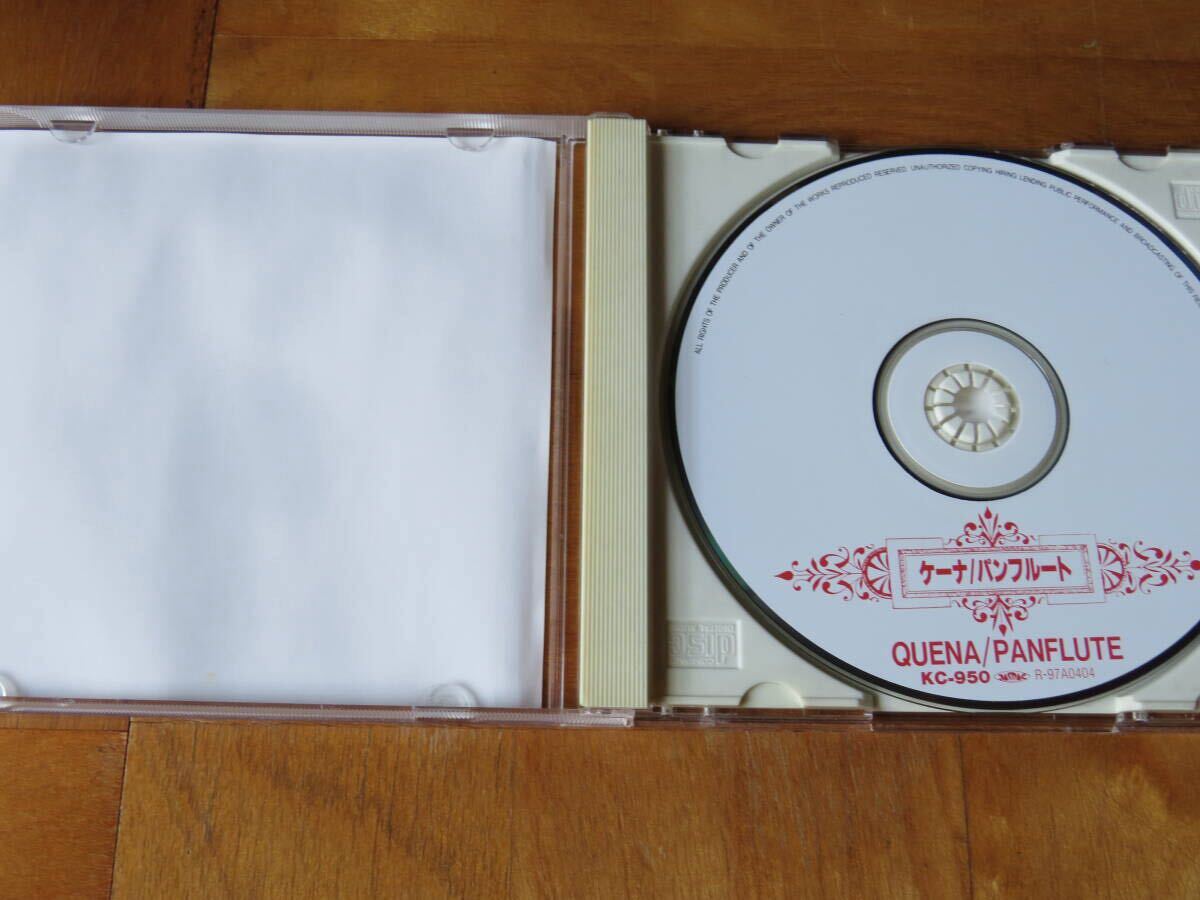 ALL RIGHTS OF THE PRODUCER AND OF THE OWNER OF THE WORKS REPRODUCED RESERVED. UNAUTHORIZED COPYING HIRING LENDING PUBLIC PERFORMANCE AND BROADCASTING OF THIS
ケーナ/パンフルート
QUENA/PANFLUTE
KC-950 JASRAC R-97A0404
disc